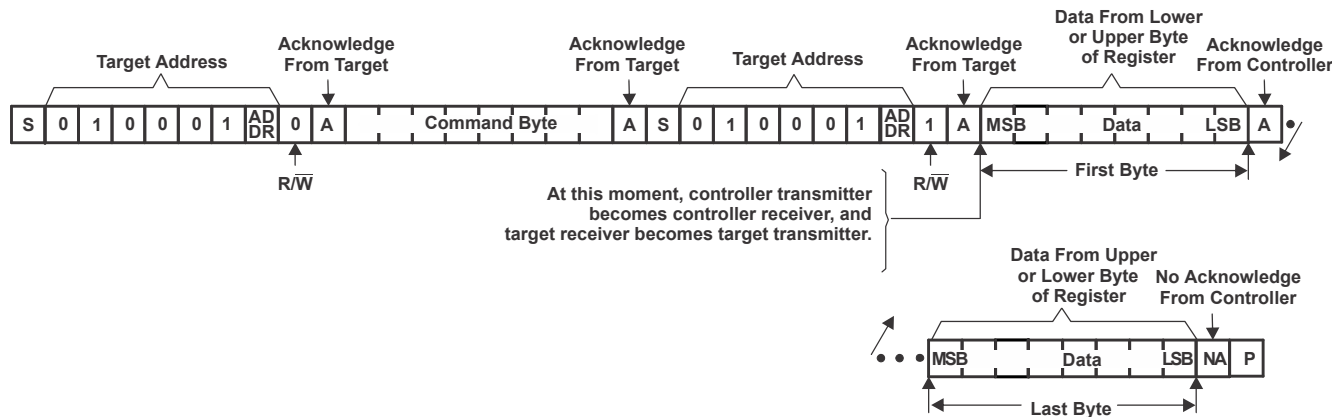 Target Address
Acknowledge
From Target
Acknowledge
From Target
Target Address
Acknowledge
From Target
Data From Lower
or Upper Byte
of Register
Acknowledge
From Controller
S 0 1 0 0 0 1 AD DR 0 A Command Byte A S 0 1 0 0 0 1 AD DR 1 A MSB Data LSB A
R/W̅
R/W̅
First Byte
At this moment, controller transmitter
becomes controller receiver, and
target receiver becomes target transmitter.
Data From Upper
or Lower Byte
of Register
No Acknowledge
From Controller
MSB Data LSB NA P
Last Byte